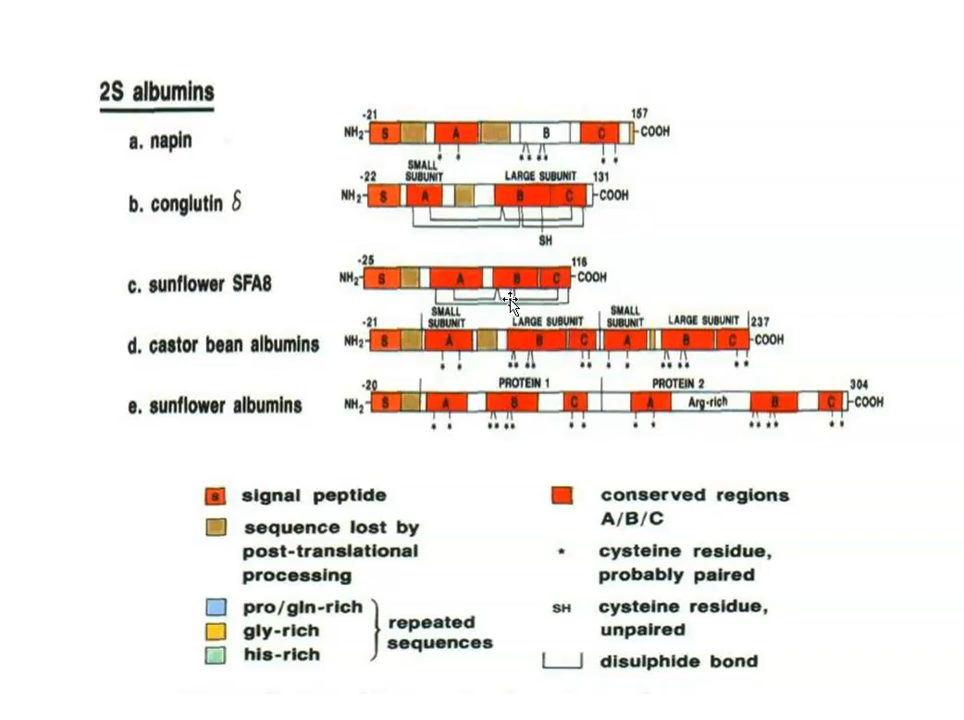 2S albumins
-21 157
a. napin NH2- S A B C -COOH
* * ** ** * *
SMALL SUBUNIT LARGE SUBUNIT
-22 131
b. conglutin δ NH2- S A B C -COOH
SH
-25 116
c. sunflower SFA8 NH2- S A B C -COOH
SMALL SUBUNIT LARGE SUBUNIT SMALL SUBUNIT LARGE SUBUNIT
-21 237
d. castor bean albumins NH2- S A B C A B C -COOH
* * ** ** ** * * ** ** * *
-20 PROTEIN 1 PROTEIN 2 304
e. sunflower albumins NH2- S A B C A Arg-rich B C -COOH
* * ** ** * * * * ** ** * *
s signal peptide
sequence lost by
post-translational
processing
pro/gln-rich
gly-rich
his-rich
repeated
sequences
conserved regions
A/B/C
* cysteine residue,
probably paired
SH cysteine residue,
unpaired
disulphide bond